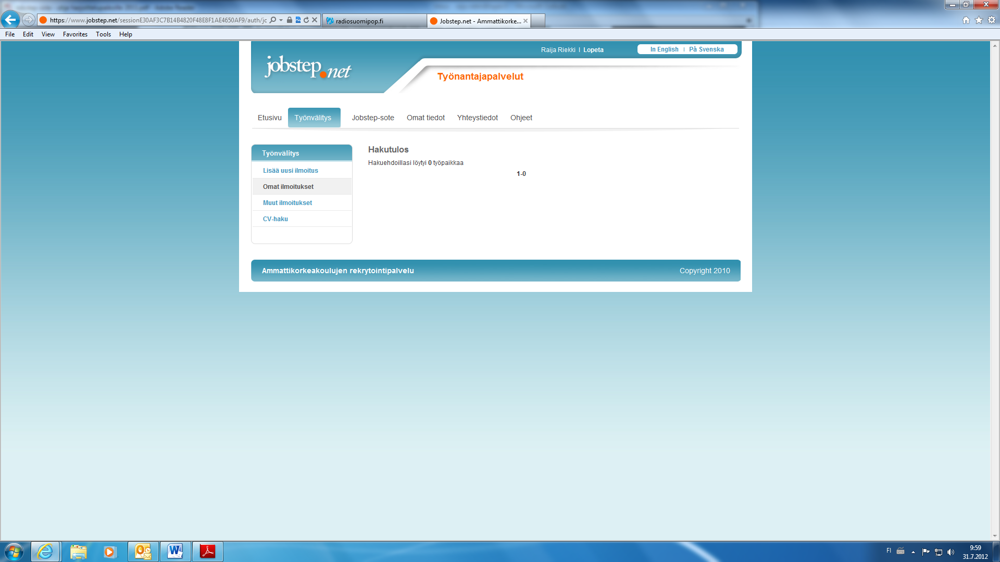 https://www.jobstep.net/sessionE30AF3C7B14B4820F48E8F1AE4650AF9/auth/jc
radiosuomipop.fi
Jobstep.net - Ammattikorke...
File Edit View Favorites Tools Help
Raija Riekki | Lopeta
In English | På Svenska
jobstep.net
Työnantajapalvelut
Etusivu Työnvälitys Jobstep-sote Omat tiedot Yhteystiedot Ohjeet
Työnvälitys
Lisää uusi ilmoitus
Omat ilmoitukset
Muut ilmoitukset
CV-haku
Hakutulos
Hakuehdoillasi löytyi 0 työpaikkaa
1-0
Ammattikorkeakoulujen rekrytointipalvelu
Copyright 2010
FI
9:59
31.7.2012